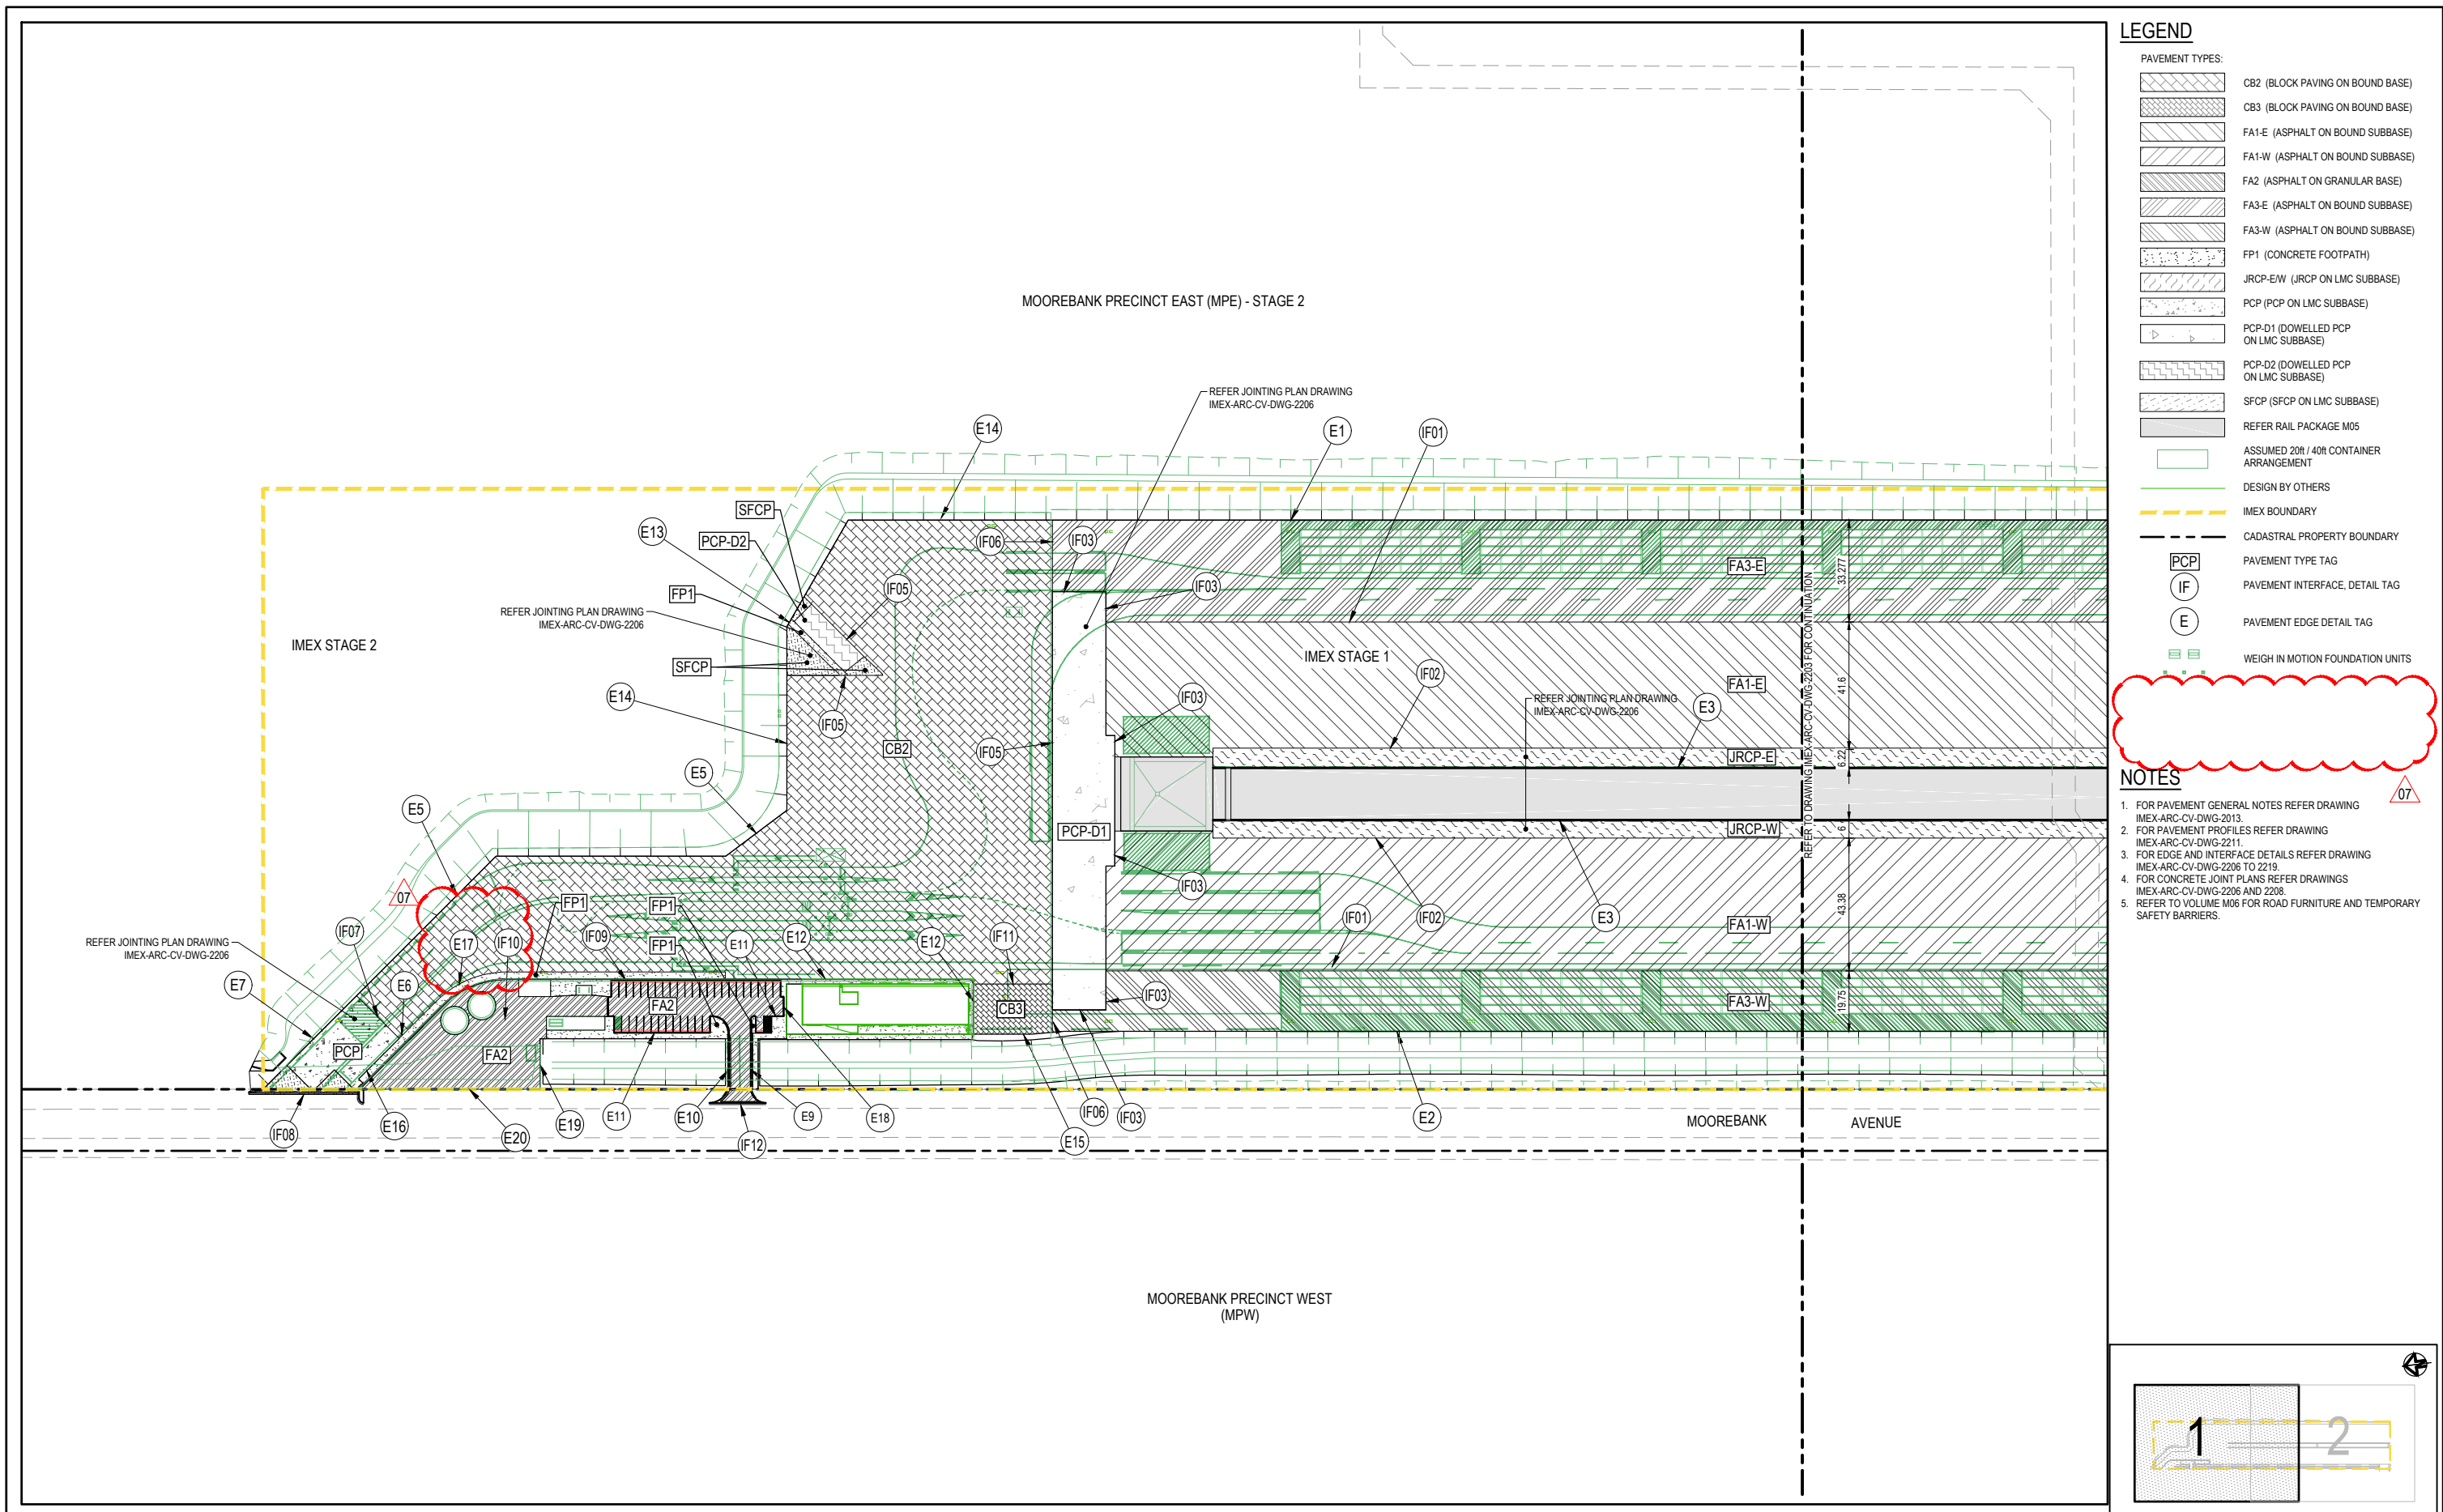 MOOREBANK PRECINCT EAST (MPE) - STAGE 2
REFER JOINTING PLAN DRAWING
IMEX-ARC-CV-DWG-2206
E14
E1
IF01
SFCP
E13
PCP-D2
IF06
IF03
FA3-E
33.277
IF05
IF03
FP1
REFER JOINTING PLAN DRAWING
IMEX-ARC-CV-DWG-2206
IMEX STAGE 2
SFCP
IMEX STAGE 1
IF02
FA1-E
41.6
E14
IF05
IF03
REFER JOINTING PLAN DRAWING
IMEX-ARC-CV-DWG-2206
E3
CB2
IF05
E5
JRCP-E
6.22
REFER TO DRAWING IMEX-ARC-CV-DWG-2203 FOR CONTINUATION
E5
PCP-D1
JRCP-W
6
07
FP1
FP1
IF03
IF01
IF02
E3
43.38
FA1-W
IF07
REFER JOINTING PLAN DRAWING
IMEX-ARC-CV-DWG-2206
E17
IF10
IF09
FP1
E11
E12
E12
IF11
E7
E6
FA2
CB3
IF03
FA3-W
19.75
PCP
FA2
IF08
E16
E20
E19
E11
E10
IF12
E9
E18
E15
IF06
IF03
E2
MOOREBANK AVENUE
MOOREBANK PRECINCT WEST
(MPW)
LEGEND
PAVEMENT TYPES:
CB2 (BLOCK PAVING ON BOUND BASE)
CB3 (BLOCK PAVING ON BOUND BASE)
FA1-E (ASPHALT ON BOUND SUBBASE)
FA1-W (ASPHALT ON BOUND SUBBASE)
FA2 (ASPHALT ON GRANULAR BASE)
FA3-E (ASPHALT ON BOUND SUBBASE)
FA3-W (ASPHALT ON BOUND SUBBASE)
FP1 (CONCRETE FOOTPATH)
JRCP-E/W (JRCP ON LMC SUBBASE)
PCP (PCP ON LMC SUBBASE)
PCP-D1 (DOWELLED PCP
ON LMC SUBBASE)
PCP-D2 (DOWELLED PCP
ON LMC SUBBASE)
SFCP (SFCP ON LMC SUBBASE)
REFER RAIL PACKAGE M05
ASSUMED 20ft / 40ft CONTAINER
ARRANGEMENT
DESIGN BY OTHERS
IMEX BOUNDARY
CADASTRAL PROPERTY BOUNDARY
PCP PAVEMENT TYPE TAG
IF PAVEMENT INTERFACE, DETAIL TAG
E PAVEMENT EDGE DETAIL TAG
WEIGH IN MOTION FOUNDATION UNITS
NOTES
07
1. FOR PAVEMENT GENERAL NOTES REFER DRAWING
IMEX-ARC-CV-DWG-2013.
2. FOR PAVEMENT PROFILES REFER DRAWING
IMEX-ARC-CV-DWG-2211.
3. FOR EDGE AND INTERFACE DETAILS REFER DRAWING
IMEX-ARC-CV-DWG-2206 TO 2219.
4. FOR CONCRETE JOINT PLANS REFER DRAWINGS
IMEX-ARC-CV-DWG-2206 AND 2208.
5. REFER TO VOLUME M06 FOR ROAD FURNITURE AND TEMPORARY
SAFETY BARRIERS.
1
2